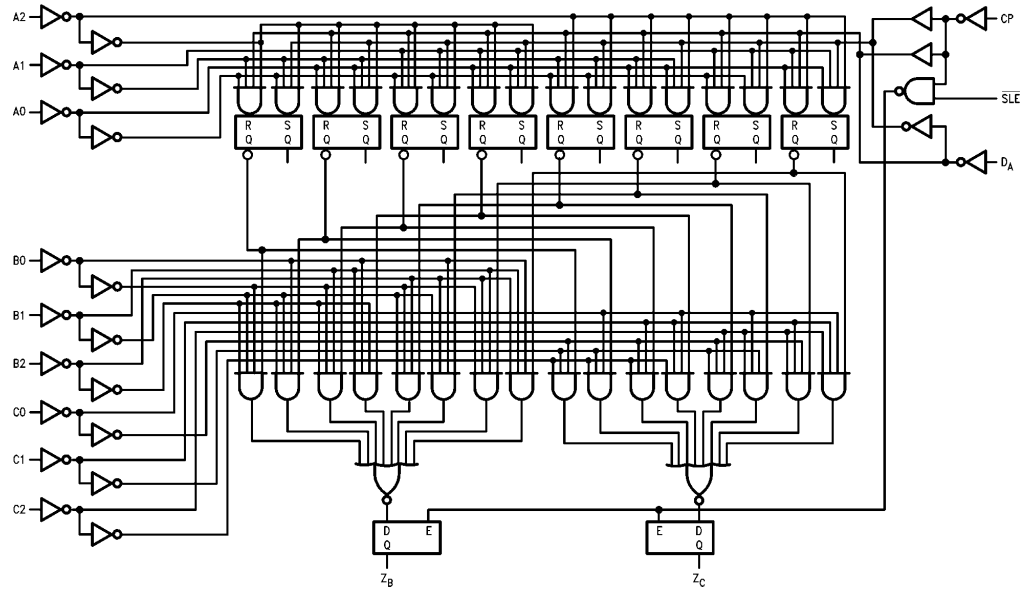 A2
CP
A1
SLE
A0
R S R S R S R S R S R S R S R S
Q Q Q Q Q Q Q Q Q Q Q Q Q Q Q Q
DA
B0
B1
B2
C0
C1
C2
D E E D
Q Q
ZB ZC